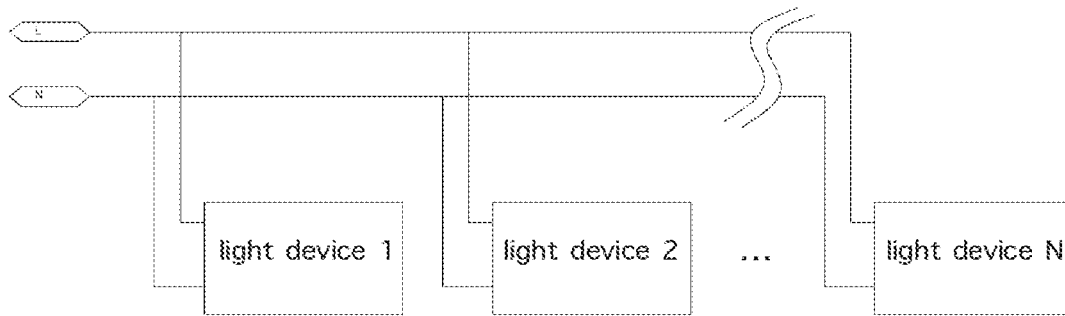 L
N
light device 1
light device 2
...
light device N